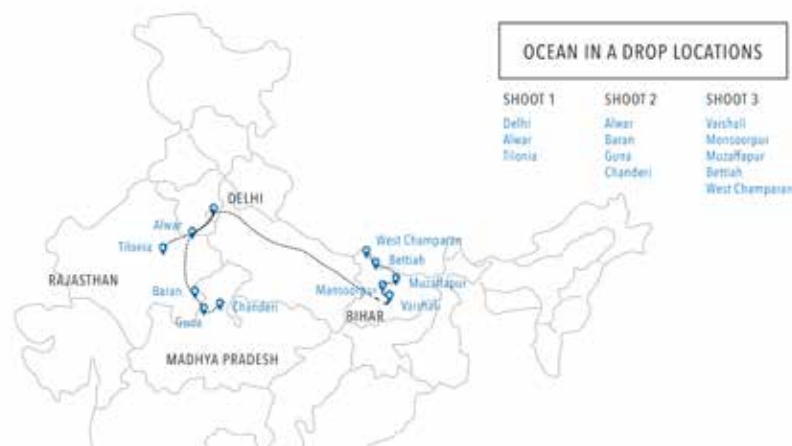 OCEAN IN A DROP LOCATIONS
SHOOT 1
Delhi
Alwar
Tilonia
SHOOT 2
Alwar
Baran
Guna
Chanderi
SHOOT 3
Vaishali
Monsoorpur
Muzaffapur
Bettiah
West Champaran
DELHI
Alwar
Tilonia
RAJASTHAN
Baran
Guna
Chanderi
MADHYA PRADESH
West Champaran
Bettiah
Muzaffapur
Mansoorpur
Vaishali
BIHAR